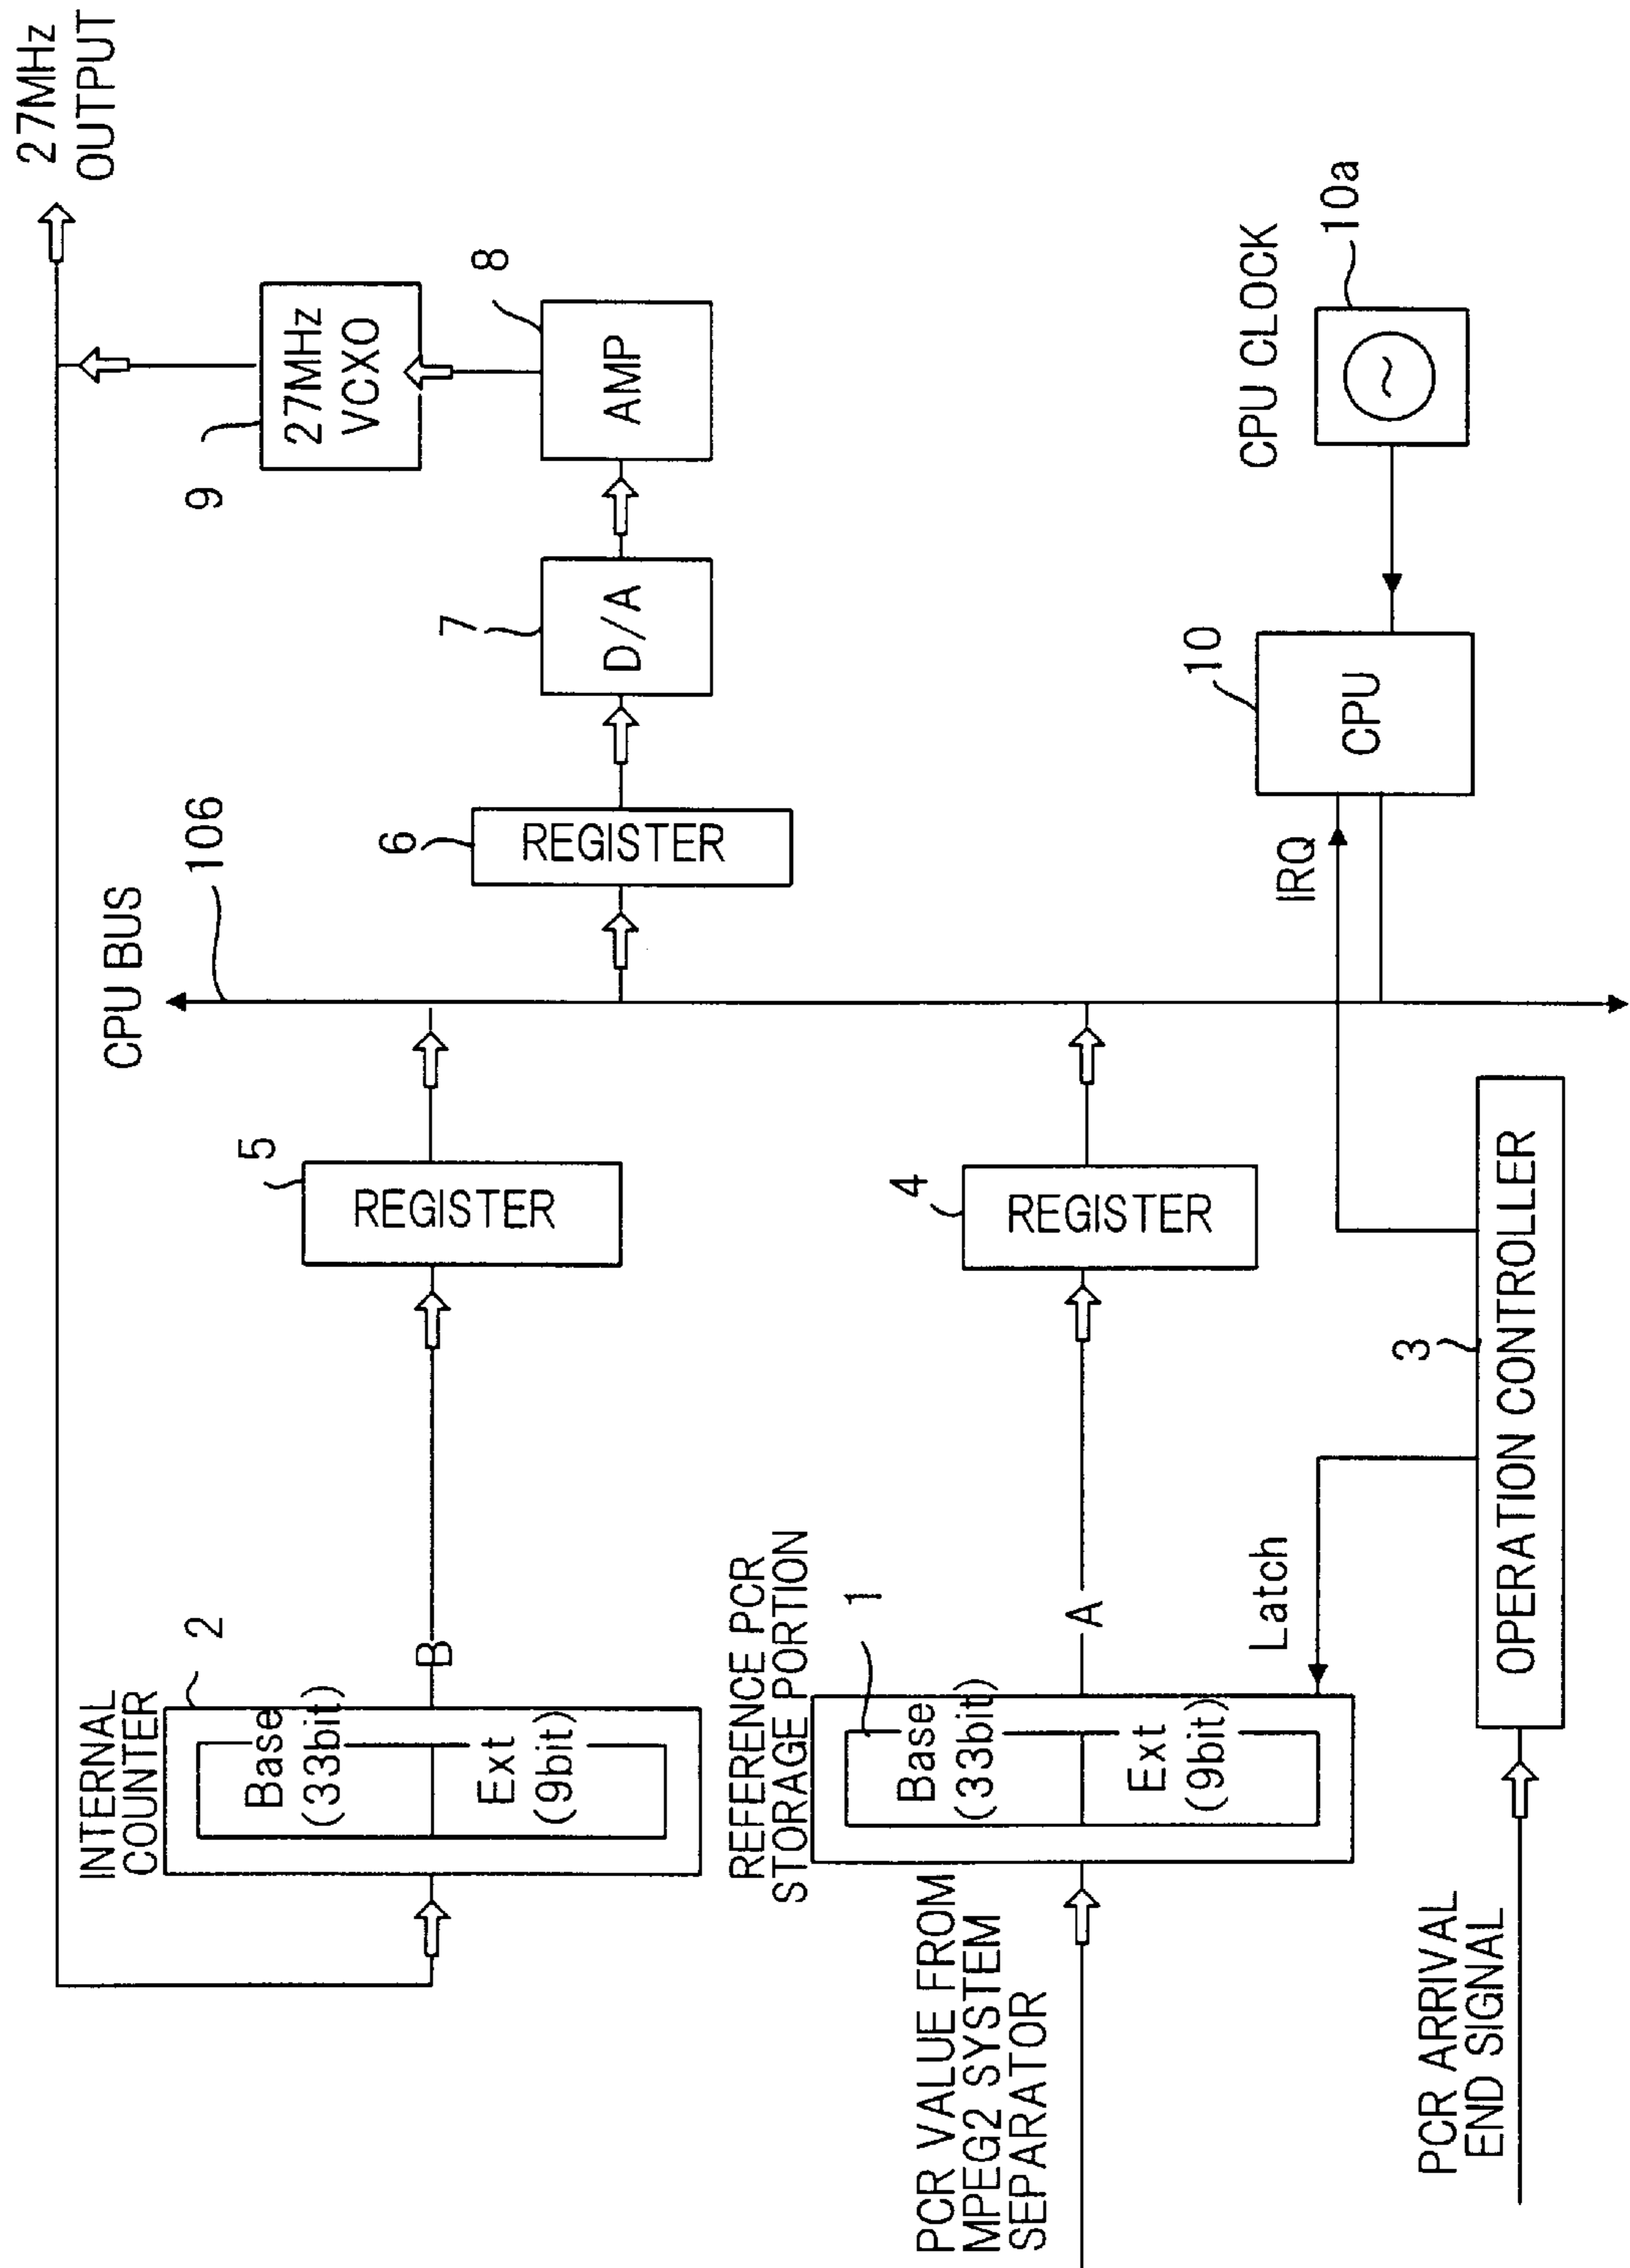 27MHz
OUTPUT
9
27MHz
VCXO
8
AMP
7
D/A
6
REGISTER
CPU BUS
106
5
REGISTER
INTERNAL
COUNTER
2
Base
(33bit)
Ext
(9bit)
B
REFERENCE PCR
STORAGE PORTION
1
Base
(33bit)
Ext
(9bit)
A
4
REGISTER
PCR VALUE FROM
MPEG2 SYSTEM
SEPARATOR
Latch
IRQ
10
CPU
CPU CLOCK
10a
~
3
OPERATION CONTROLLER
PCR ARRIVAL
END SIGNAL